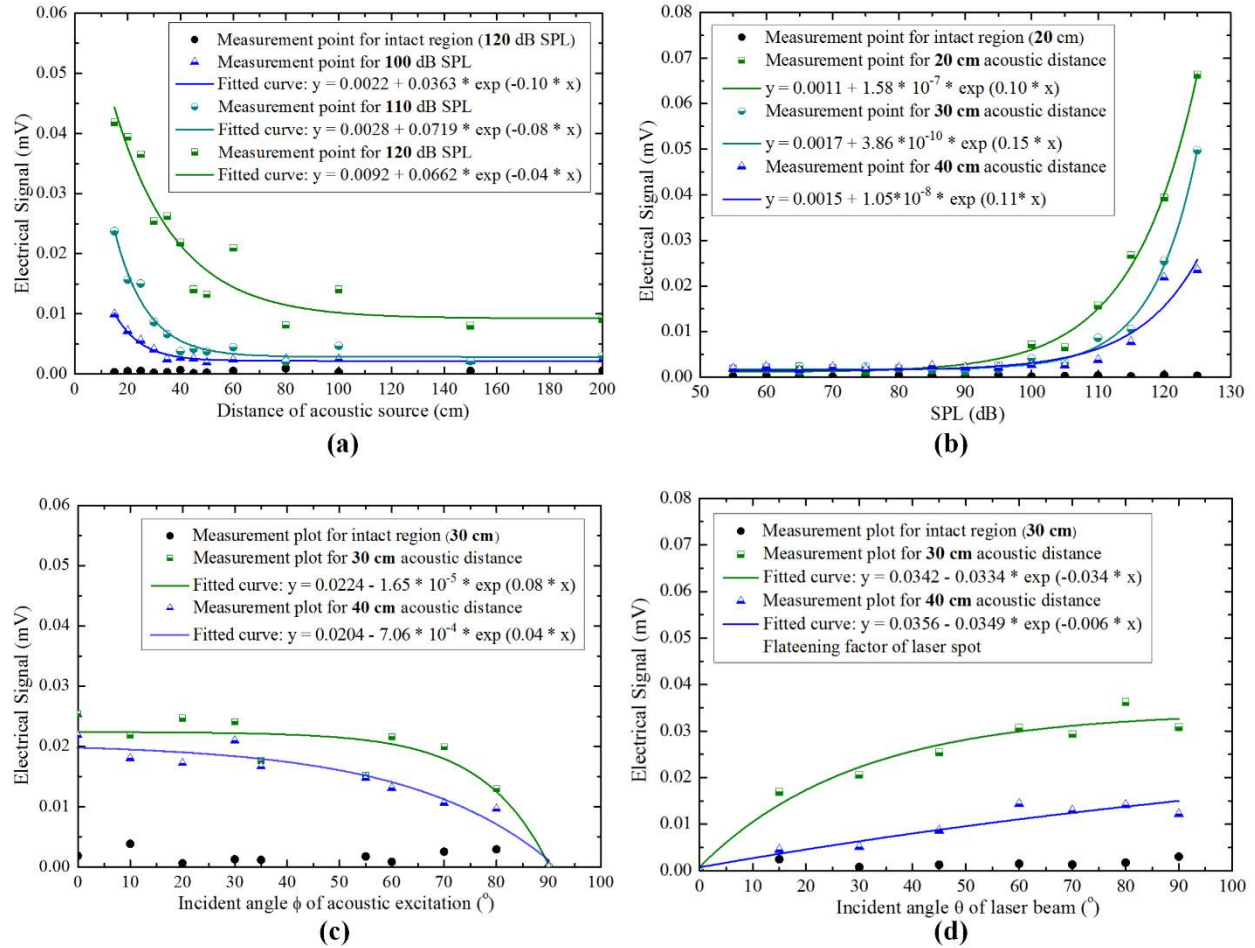 0.06
0.05
0.04
0.03
0.02
0.01
0.00
Electrical Signal (mV)
Measurement point for intact region (120 dB SPL)
Measurement point for 100 dB SPL
Fitted curve: y = 0.0022 + 0.0363 * exp (-0.10 * x)
Measurement point for 110 dB SPL
Fitted curve: y = 0.0028 + 0.0719 * exp (-0.08 * x)
Measurement point for 120 dB SPL
Fitted curve: y = 0.0092 + 0.0662 * exp (-0.04 * x)
0 20 40 60 80 100 120 140 160 180 200
Distance of acoustic source (cm)
(a)
0.08
0.07
0.06
0.05
0.04
0.03
0.02
0.01
0.00
Electrical Signal (mV)
Measurement point for intact region (20 cm)
Measurement point for 20 cm acoustic distance
y = 0.0011 + 1.58 * 10^-7 * exp (0.10 * x)
Measurement point for 30 cm acoustic distance
y = 0.0017 + 3.86 *10^-10 * exp (0.15 * x)
Measurement point for 40 cm acoustic distance
y = 0.0015 + 1.05*10^-8 * exp (0.11* x)
50 60 70 80 90 100 110 120 130
SPL (dB)
(b)
0.06
0.05
0.04
0.03
0.02
0.01
0.00
Electrical Signal (mV)
Measurement plot for intact region (30 cm)
Measurement plot for 30 cm acoustic distance
Fitted curve: y = 0.0224 - 1.65 * 10^-5 * exp (0.08 * x)
Measurement plot for 40 cm acoustic distance
Fitted curve: y = 0.0204 - 7.06 * 10^-4 * exp (0.04 * x)
0 10 20 30 40 50 60 70 80 90 100
Incident angle ϕ of acoustic excitation (°)
(c)
0.08
0.07
0.06
0.05
0.04
0.03
0.02
0.01
0.00
Electrical Signal (mV)
Measurement plot for intact region (30 cm)
Measurement plot for 30 cm acoustic distance
Fitted curve: y = 0.0342 - 0.0334 * exp (-0.034 * x)
Measurement plot for 40 cm acoustic distance
Fitted curve: y = 0.0356 - 0.0349 * exp (-0.006 * x)
Flateening factor of laser spot
0 10 20 30 40 50 60 70 80 90 100
Incident angle θ of laser beam (°)
(d)